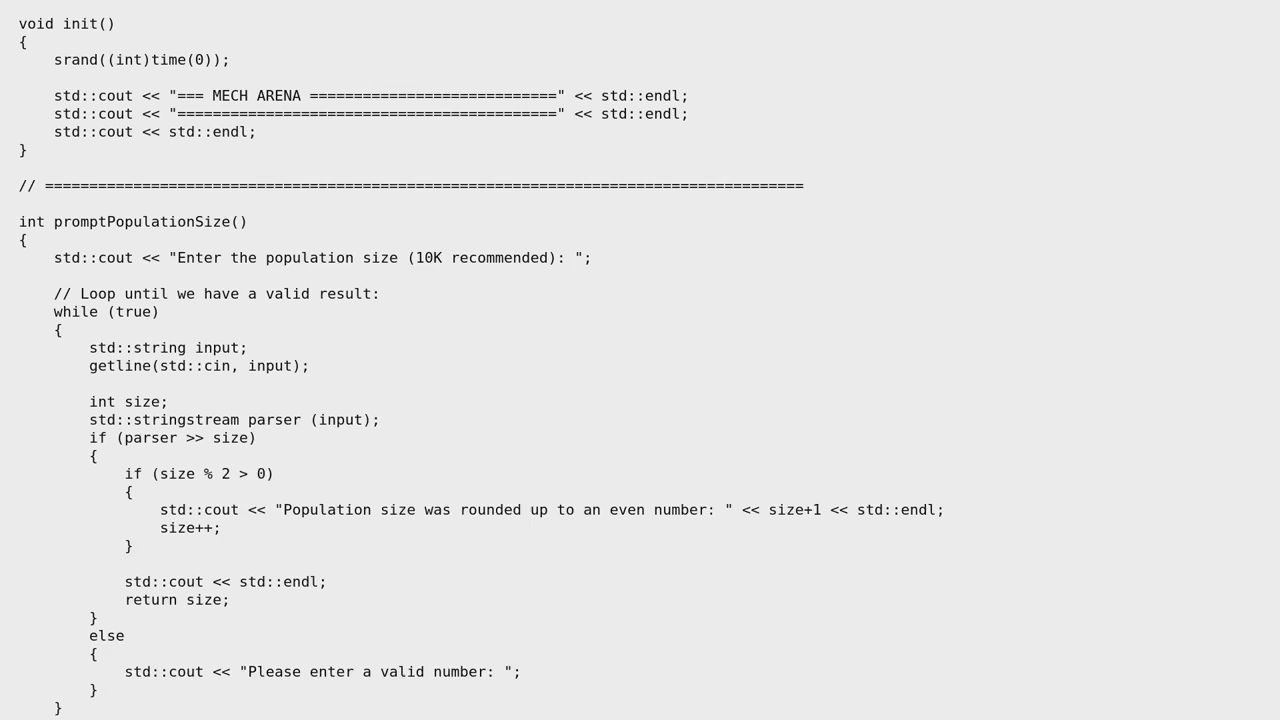 void init()
{
    srand((int)time(0));

    std::cout << "=== MECH ARENA ============================" << std::endl;
    std::cout << "===========================================" << std::endl;
    std::cout << std::endl;
}

// ======================================================================================

int promptPopulationSize()
{
    std::cout << "Enter the population size (10K recommended): ";

    // Loop until we have a valid result:
    while (true)
    {
        std::string input;
        getline(std::cin, input);

        int size;
        std::stringstream parser (input);
        if (parser >> size)
        {
            if (size % 2 > 0)
            {
                std::cout << "Population size was rounded up to an even number: " << size+1 << std::endl;
                size++;
            }

            std::cout << std::endl;
            return size;
        }
        else
        {
            std::cout << "Please enter a valid number: ";
        }
    }